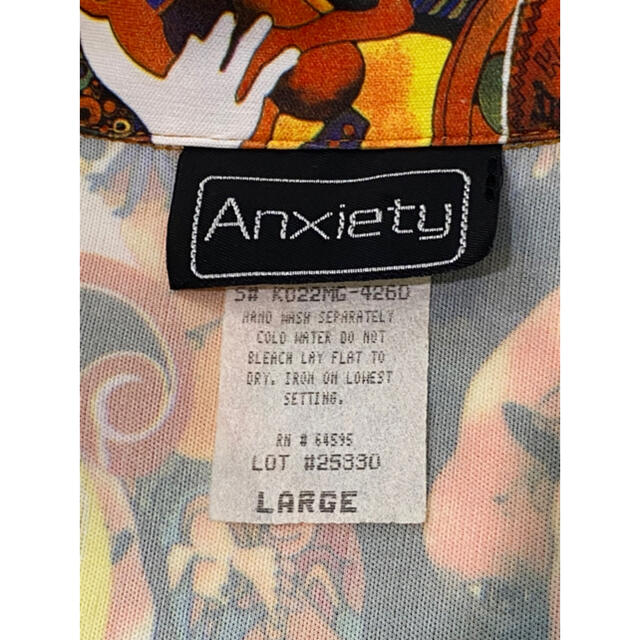 Anxiety
S# K022MG-4260
HAND WASH SEPARATELY
COLD WATER DO NOT
BLEACH LAY FLAT TO
DRY. IRON ON LOWEST
SETTING.
RN # 64595
LOT #25330
LARGE